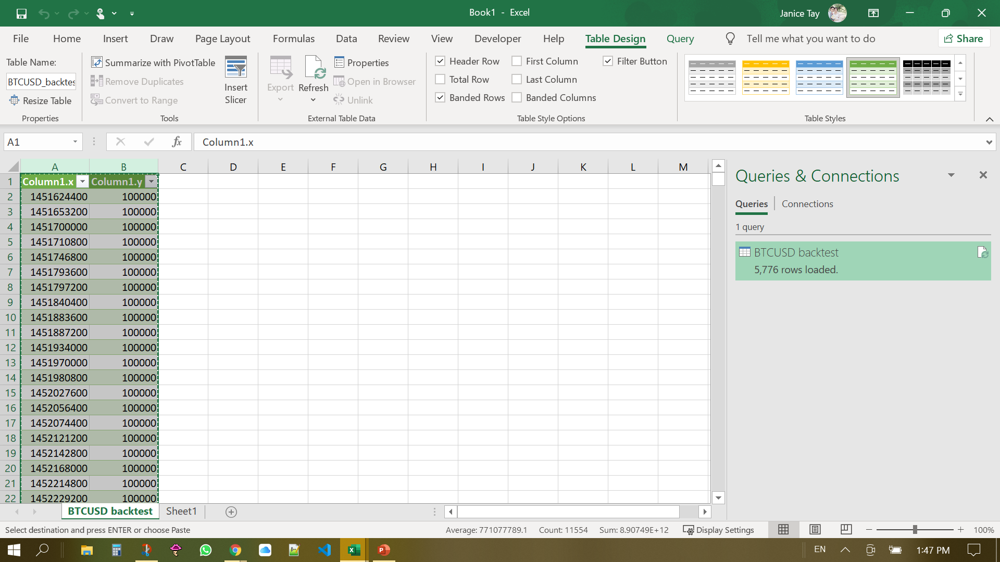 Book1 - Excel
Janice Tay
File Home Insert Draw Page Layout Formulas Data Review View Developer Help Table Design Query Tell me what you want to do Share
Table Name:
BTCUSD_backtes
Resize Table
Properties
Summarize with PivotTable
Remove Duplicates
Convert to Range
Tools
Insert
Slicer
Export
Refresh
Properties
Open in Browser
Unlink
External Table Data
Header Row First Column Filter Button
Total Row Last Column
Banded Rows Banded Columns
Table Style Options
Table Styles
A1 fx Column1.x
A B C D E F G H I J K L M
1 Column1.x Column1.y
2 1451624400 100000
3 1451653200 100000
4 1451700000 100000
5 1451710800 100000
6 1451746800 100000
7 1451793600 100000
8 1451797200 100000
9 1451840400 100000
10 1451883600 100000
11 1451887200 100000
12 1451934000 100000
13 1451970000 100000
14 1451980800 100000
15 1452027600 100000
16 1452056400 100000
17 1452074400 100000
18 1452121200 100000
19 1452142800 100000
20 1452168000 100000
21 1452214800 100000
22 1452229200 100000
Queries & Connections
Queries Connections
1 query
BTCUSD backtest
5,776 rows loaded.
BTCUSD backtest Sheet1
Select destination and press ENTER or choose Paste Average: 771077789.1 Count: 11554 Sum: 8.90749E+12 Display Settings 100%
EN 1:47 PM